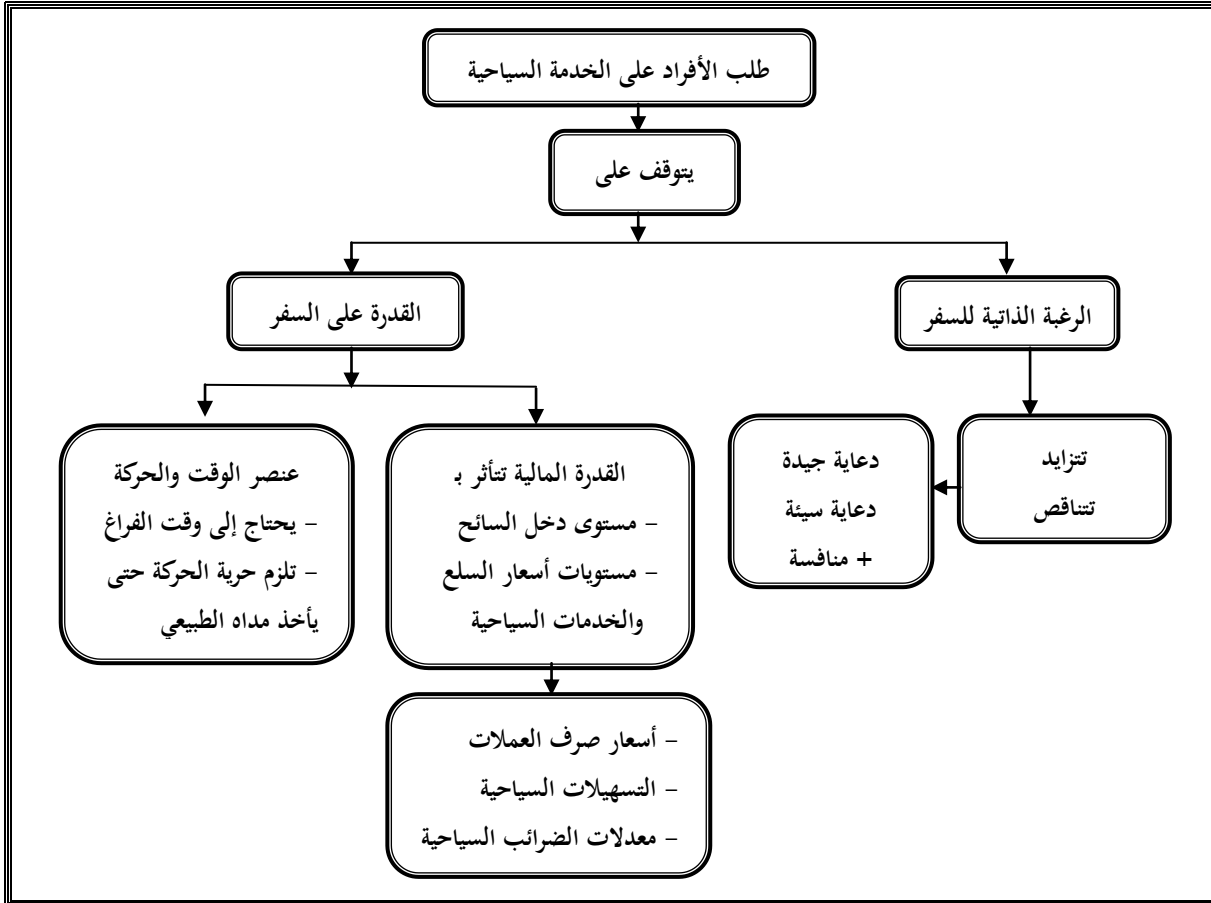 طلب الأفراد على الخدمة السياحية
يتوقف على
الرغبة الذاتية للسفر
القدرة على السفر
تتزايد
تتناقص
دعاية جيدة
دعاية سيئة
+ منافسة
القدرة المالية تتأثر بـ
- مستوى دخل السائح
- مستويات أسعار السلع
والخدمات السياحية
عنصر الوقت والحركة
- يحتاج إلى وقت الفراغ
- تلزم حرية الحركة حتى
يأخذ مداه الطبيعي
- أسعار صرف العملات
- التسهيلات السياحية
- معدلات الضرائب السياحية